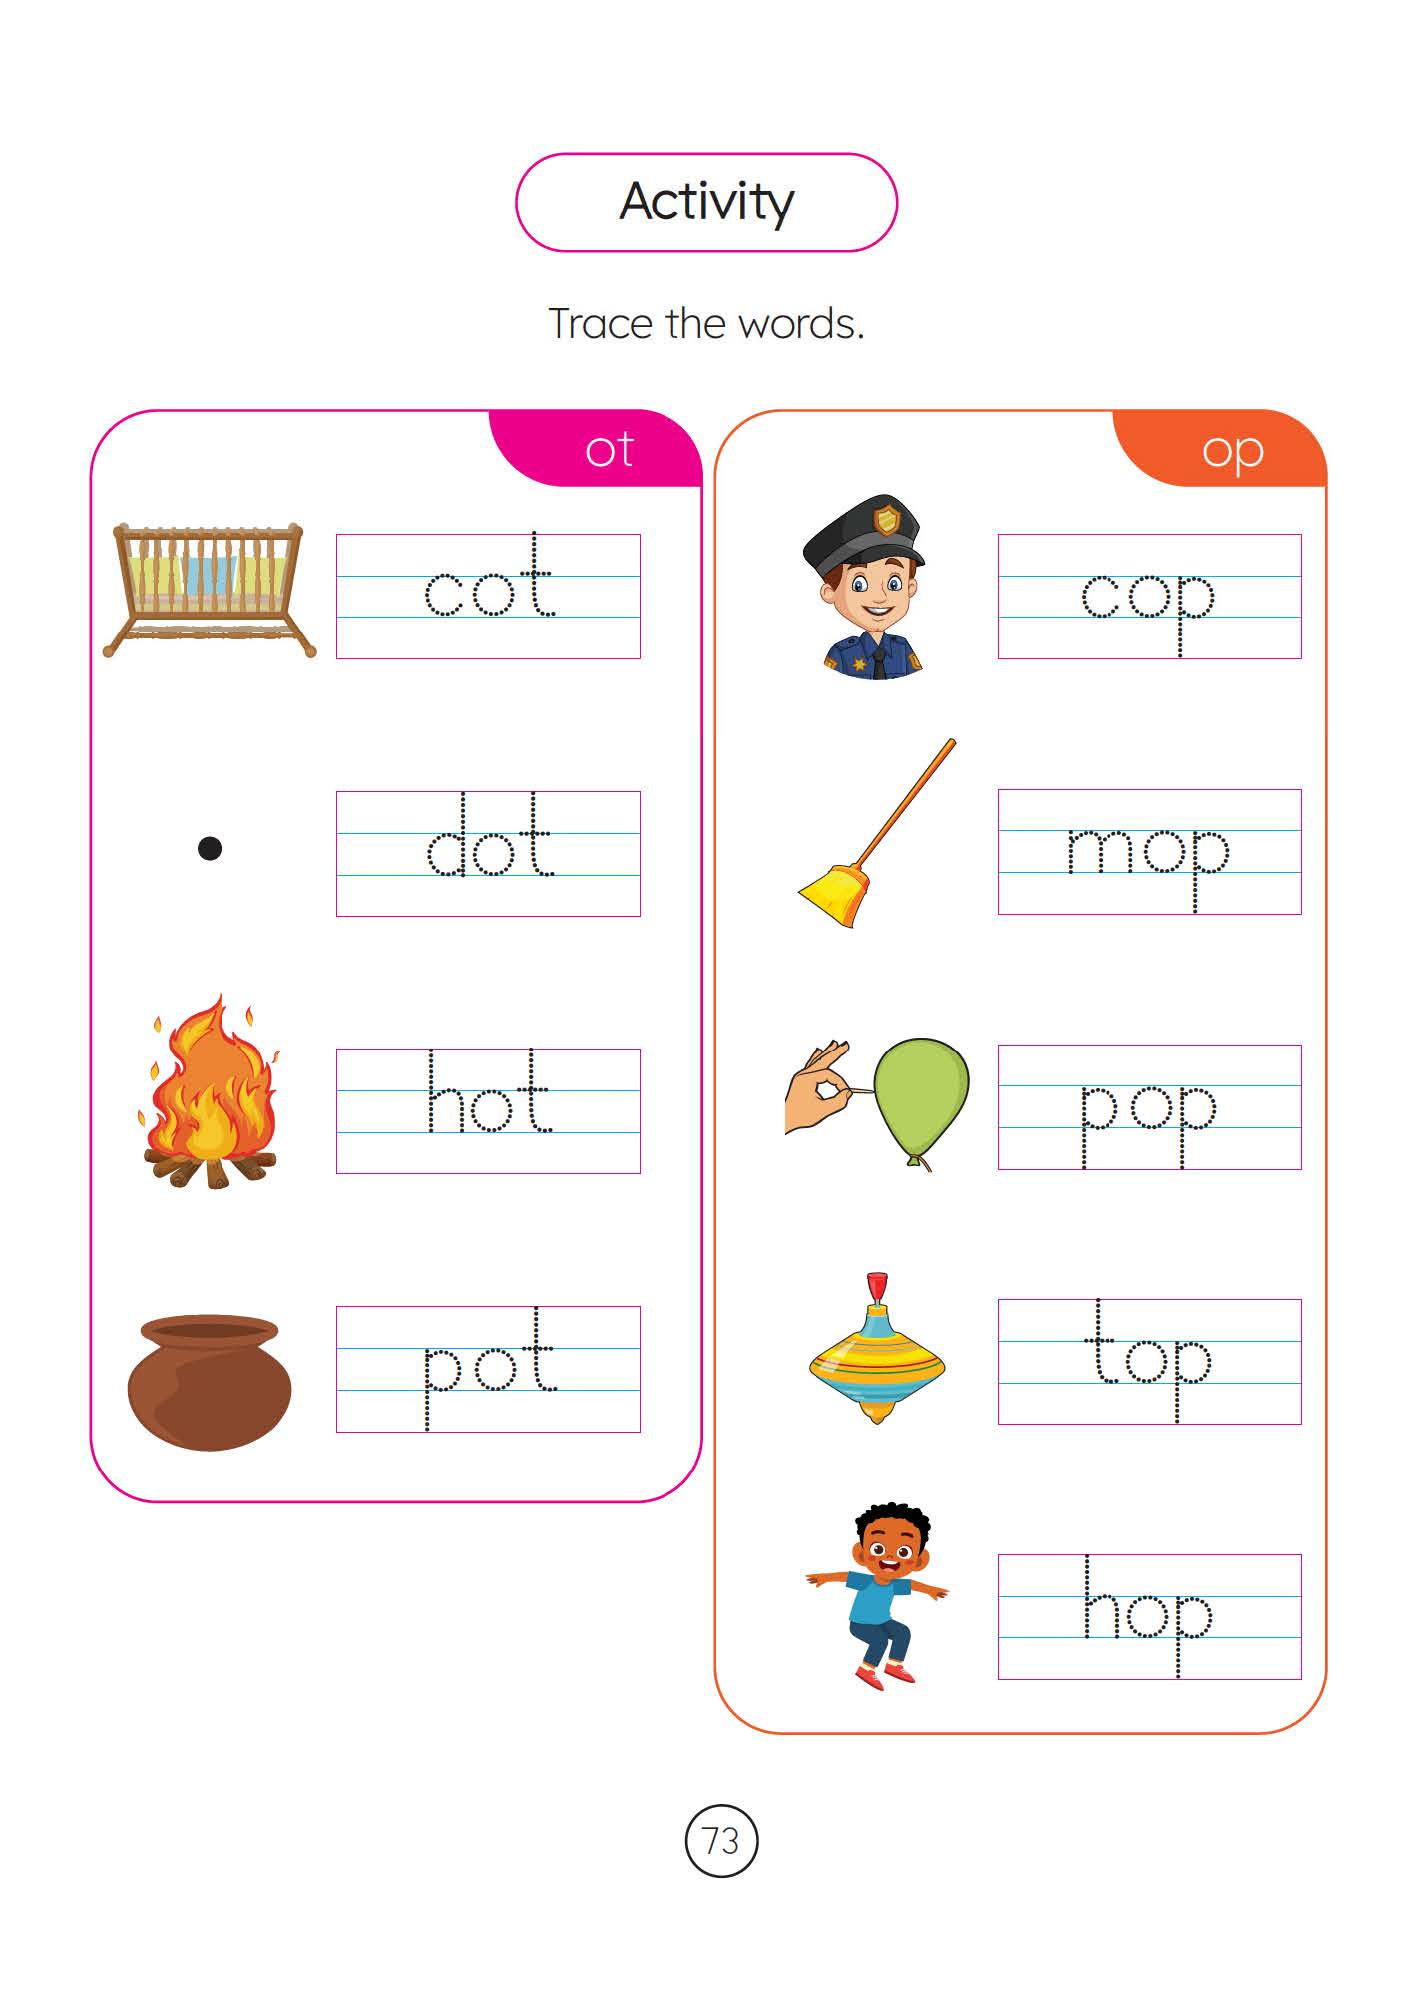 Activity
Trace the words.
ot
cot
dot
hot
pot
op
cop
mop
pop
top
hop
73